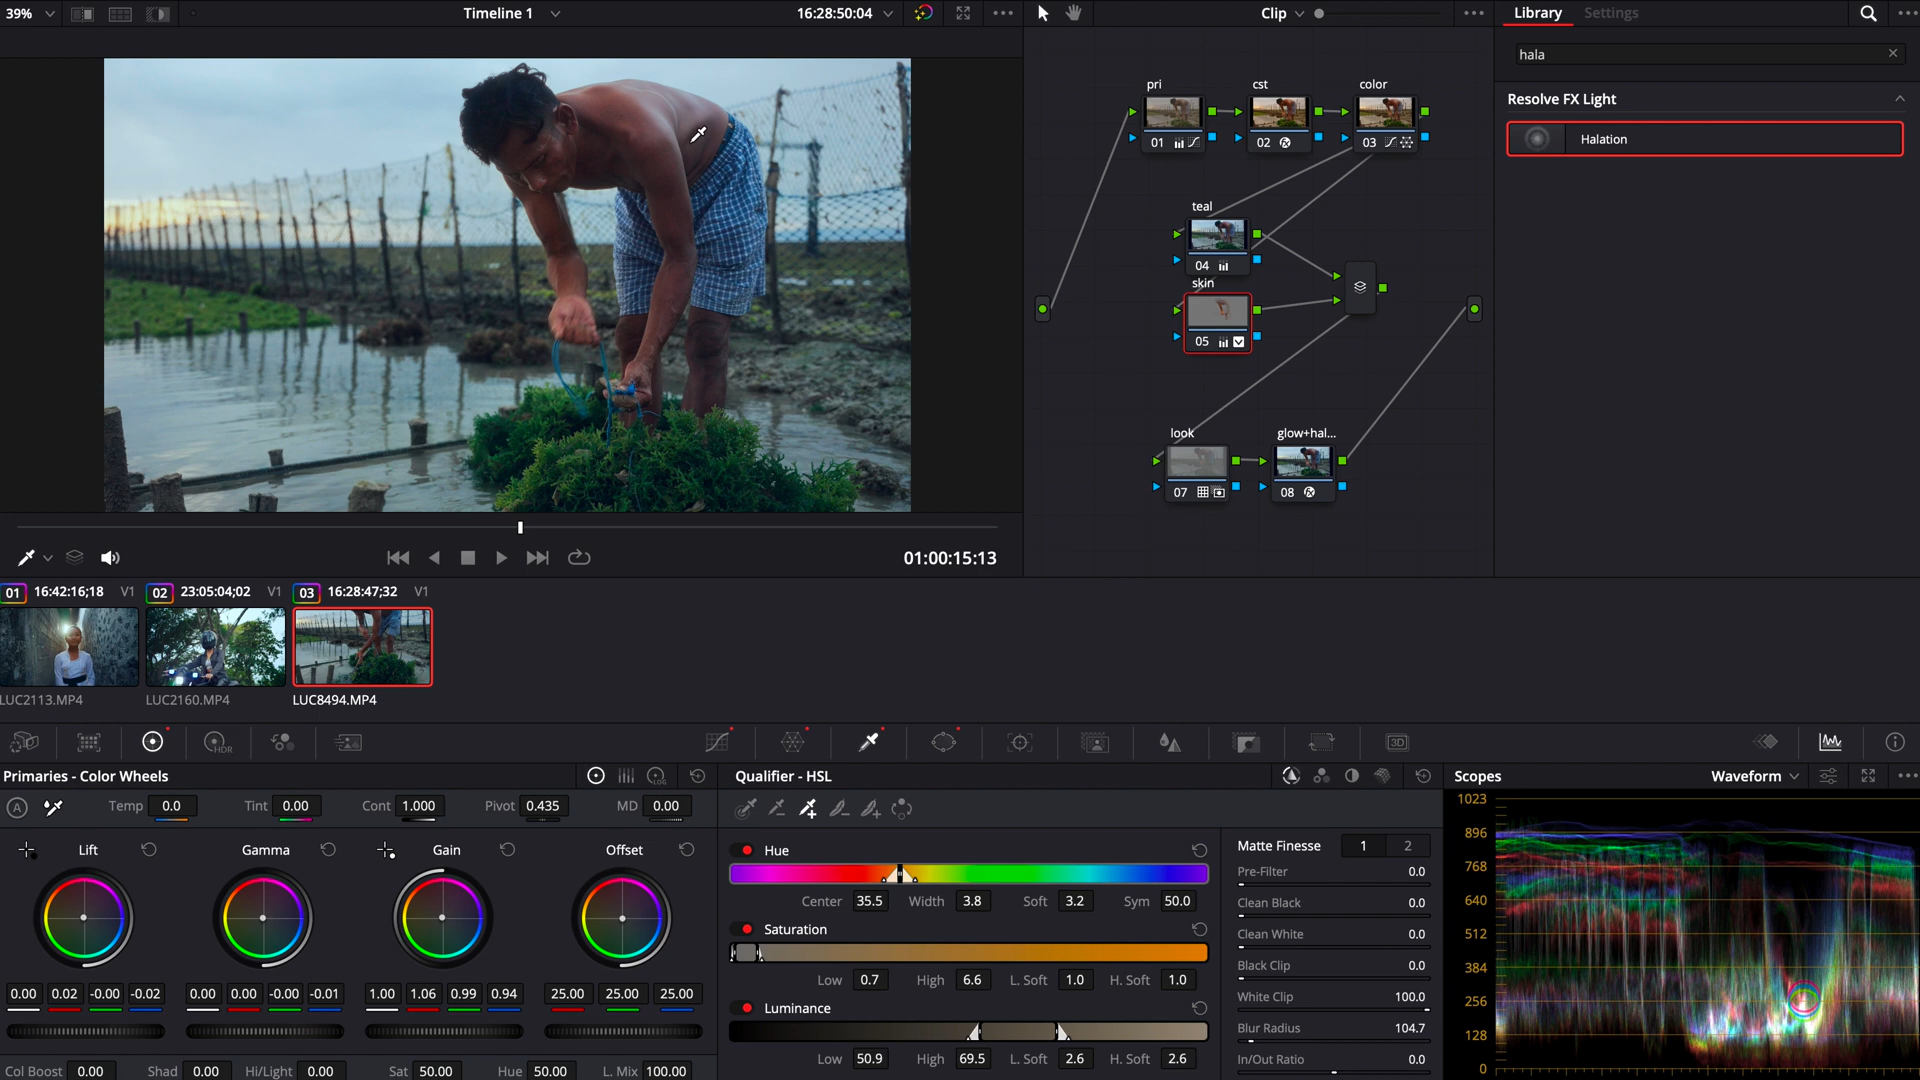 39%
Timeline 1
16:28:50:04
Clip
Library
Settings
hala
Resolve FX Light
Halation
pri
cst
color
01
02
03
teal
04
skin
05
look
glow+hal...
07
08
01:00:15:13
01 16:42:16;18 V1
02 23:05:04;02 V1
03 16:28:47;32 V1
LUC2113.MP4
LUC2160.MP4
LUC8494.MP4
HDR
3D
Primaries - Color Wheels
LOG
Qualifier - HSL
Scopes
Waveform
A
Temp 0.0
Tint 0.00
Cont 1.000
Pivot 0.435
MD 0.00
Lift
Gamma
Gain
Offset
0.00 0.02 -0.00 -0.02
0.00 0.00 -0.00 -0.01
1.00 1.06 0.99 0.94
25.00 25.00 25.00
Col Boost 0.00
Shad 0.00
Hi/Light 0.00
Sat 50.00
Hue 50.00
L. Mix 100.00
Hue
Center 35.5
Width 3.8
Soft 3.2
Sym 50.0
Saturation
Low 0.7
High 6.6
L. Soft 1.0
H. Soft 1.0
Luminance
Low 50.9
High 69.5
L. Soft 2.6
H. Soft 2.6
Matte Finesse 1 2
Pre-Filter 0.0
Clean Black 0.0
Clean White 0.0
Black Clip 0.0
White Clip 100.0
Blur Radius 104.7
In/Out Ratio 0.0
1023
896
768
640
512
384
256
128
0